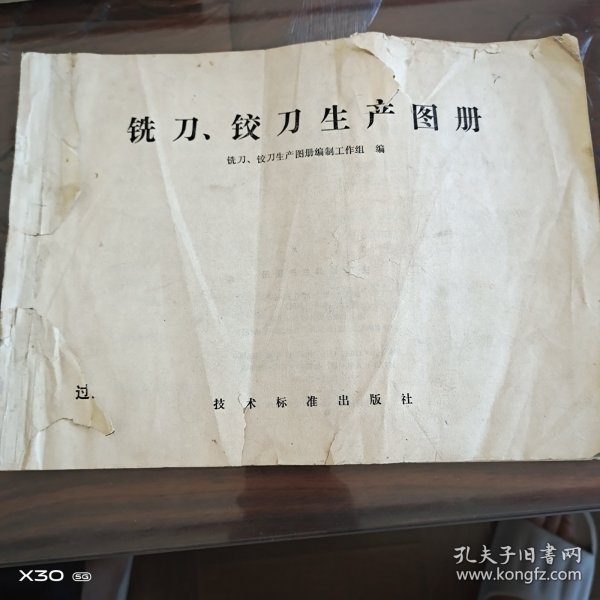 铣刀、铰刀生产图册
铣刀、铰刀生产图册编制工作组 编
过
技术标准出版社
X30 5G
孔夫子旧书网
www.kongfz.com